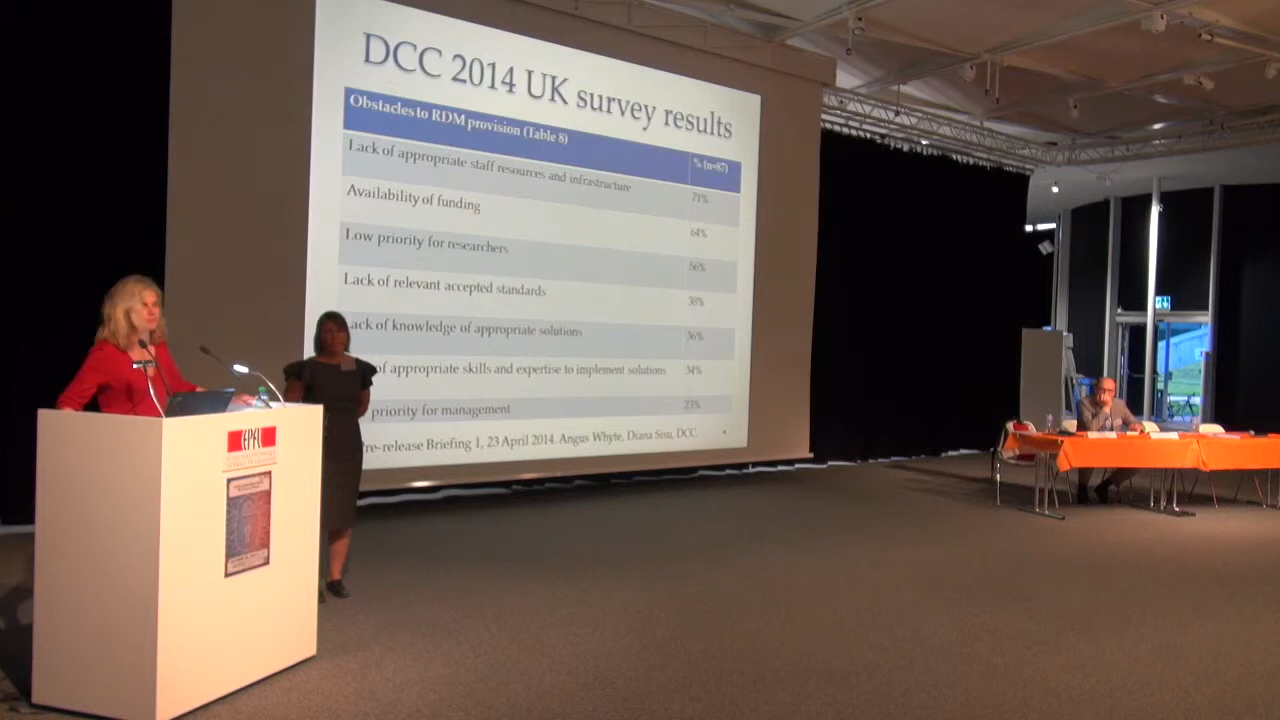 DCC 2014 UK survey results
Obstacles to RDM provision (Table 8) % (n=87)
Lack of appropriate staff resources and infrastructure 71%
Availability of funding 64%
Low priority for researchers 56%
Lack of relevant accepted standards 38%
ack of knowledge of appropriate solutions 36%
of appropriate skills and expertise to implement solutions 34%
priority for management 23%
re-release Briefing 1, 23 April 2014. Angus Whyte, Diana Sisu, DCC.
EPFL